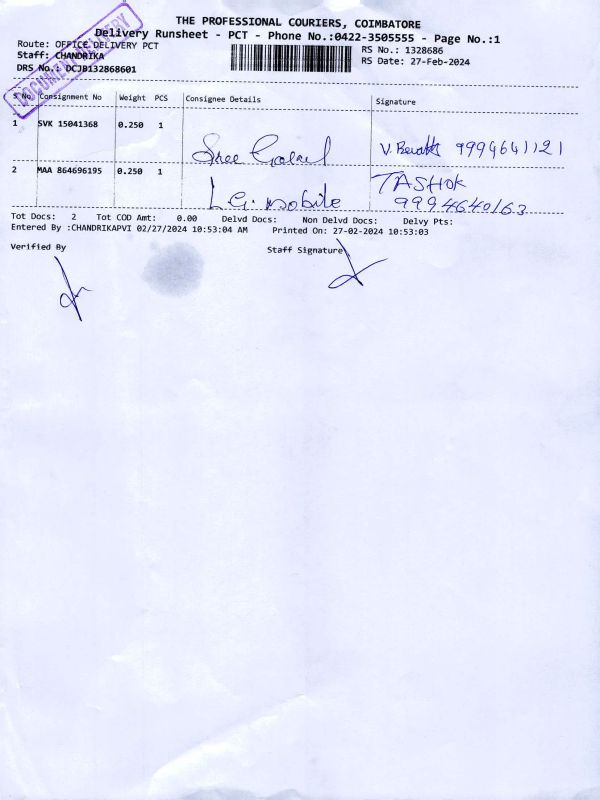 THE PROFESSIONAL COURIERS, COIMBATORE
Delivery Runsheet - PCT - Phone No.:0422-3505555 - Page No.:1
Route: OFFICE DELIVERY PCT
RS No.: 1328686
Staff: CHANDRIKA
RS Date: 27-Feb-2024
DRS No.: DCJB132868601
DOCUMENT DELIVERY
S No Consignment No Weight PCS Consignee Details Signature
1 SVK 15041368 0.250 1
Sree V. 9994641121
2 MAA 864696195 0.250 1
L.G. mobile TASHOK
9994640163
Tot Docs: 2 Tot COD Amt: 0.00 Delvd Docs: Non Delvd Docs: Delvy Pts:
Entered By :CHANDRIKAPVI 02/27/2024 10:53:04 AM Printed On: 27-02-2024 10:53:03
Verified By Staff Signature